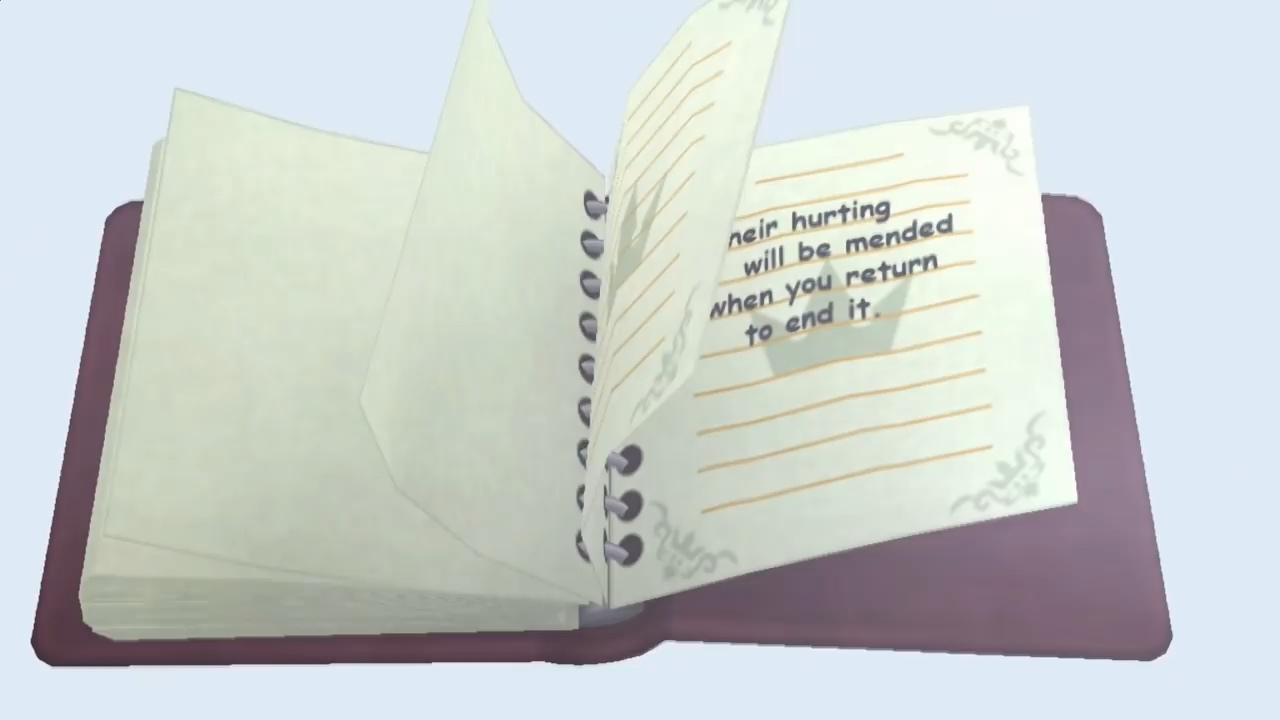 heir hurting
will be mended
when you return
to end it.